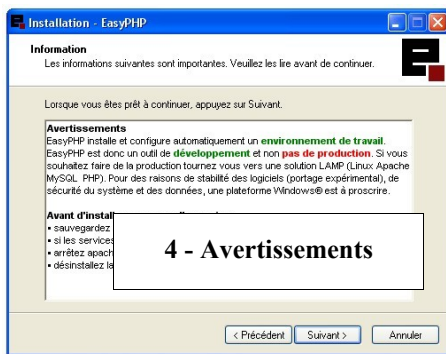 Installation - EasyPHP
Information
Les informations suivantes sont importantes. Veuillez les lire avant de continuer.
Lorsque vous êtes prêt à continuer, appuyez sur Suivant.
Avertissements
EasyPHP installe et configure automatiquement un environnement de travail.
EasyPHP est donc un outil de développement et non pas de production. Si vous
souhaitez faire de la production tournez vous vers une solution LAMP (Linux Apache
MySQL PHP). Pour des raisons de stabilité des logiciels (portage expérimental), de
sécurité du système et des données, une plateforme Windows® est à proscrire.
Avant d'instal
• sauvegardez
• si les services
• arrêtez apach
• désinstallez la
4 - Avertissements
< Précédent
Suivant >
Annuler